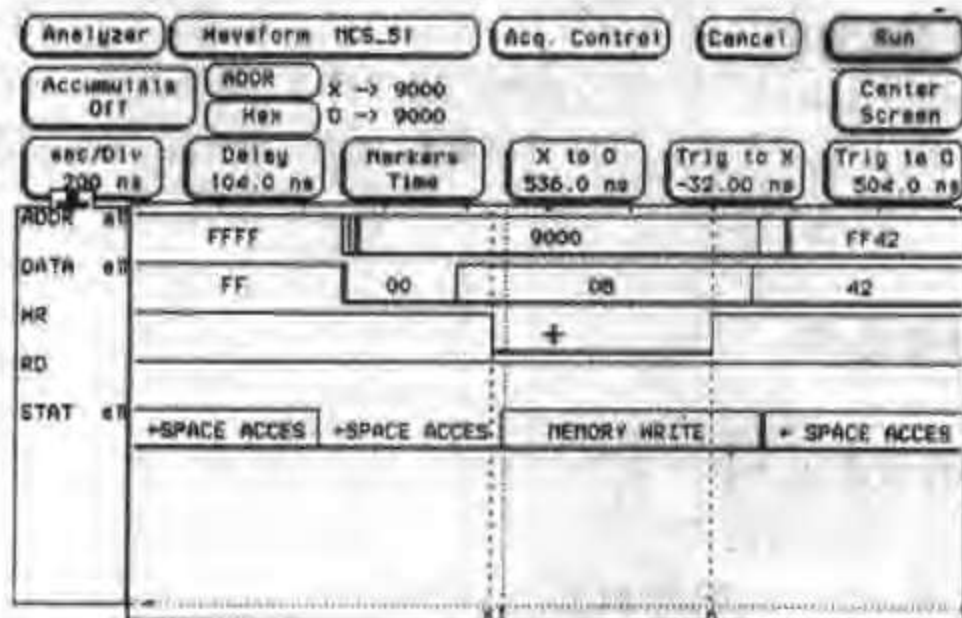 Analyzer Waveform MCS_51 Acq. Control Cancel Run
Accumulate Off ADDR X -> 9000 Center Screen
Hex O -> 9000
sec/Div Delay Markers X to O Trig to X Trig to O
200 ns 104.0 ns Time 536.0 ns -32.00 ns 504.0 ns
ADDR all FFFF 9000 FF42
DATA all FF 00 08 42
WR
RD
STAT all ←SPACE ACCES ←SPACE ACCES MEMORY WRITE ← SPACE ACCES